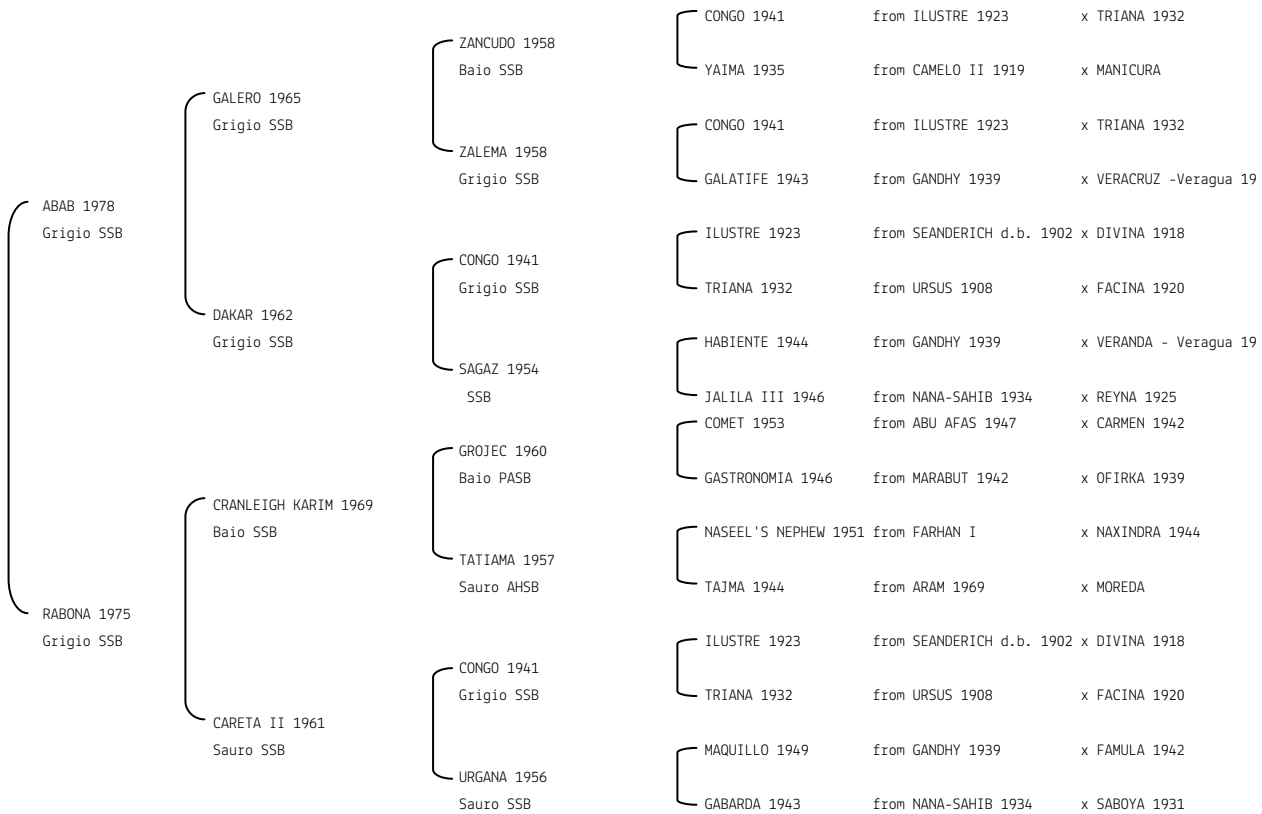 CONGO 1941 from ILUSTRE 1923 x TRIANA 1932
ZANCUDO 1958
Baio SSB YAIMA 1935 from CAMELO II 1919 x MANICURA
GALERO 1965
Grigio SSB CONGO 1941 from ILUSTRE 1923 x TRIANA 1932
ZALEMA 1958
Grigio SSB GALATIFE 1943 from GANDHY 1939 x VERACRUZ -Veragua 19
ABAB 1978
Grigio SSB ILUSTRE 1923 from SEANDERICH d.b. 1902 x DIVINA 1918
CONGO 1941
Grigio SSB TRIANA 1932 from URSUS 1908 x FACINA 1920
DAKAR 1962
Grigio SSB HABIENTE 1944 from GANDHY 1939 x VERANDA - Veragua 19
SAGAZ 1954
SSB JALILA III 1946 from NANA-SAHIB 1934 x REYNA 1925
COMET 1953 from ABU AFAS 1947 x CARMEN 1942
GROJEC 1960
Baio PASB GASTRONOMIA 1946 from MARABUT 1942 x OFIRKA 1939
CRANLEIGH KARIM 1969
Baio SSB NASEEL'S NEPHEW 1951 from FARHAN I x NAXINDRA 1944
TATIAMA 1957
Sauro AHSB TAJMA 1944 from ARAM 1969 x MOREDA
RABONA 1975
Grigio SSB ILUSTRE 1923 from SEANDERICH d.b. 1902 x DIVINA 1918
CONGO 1941
Grigio SSB TRIANA 1932 from URSUS 1908 x FACINA 1920
CARETA II 1961
Sauro SSB MAQUILLO 1949 from GANDHY 1939 x FAMULA 1942
URGANA 1956
Sauro SSB GABARDA 1943 from NANA-SAHIB 1934 x SABOYA 1931